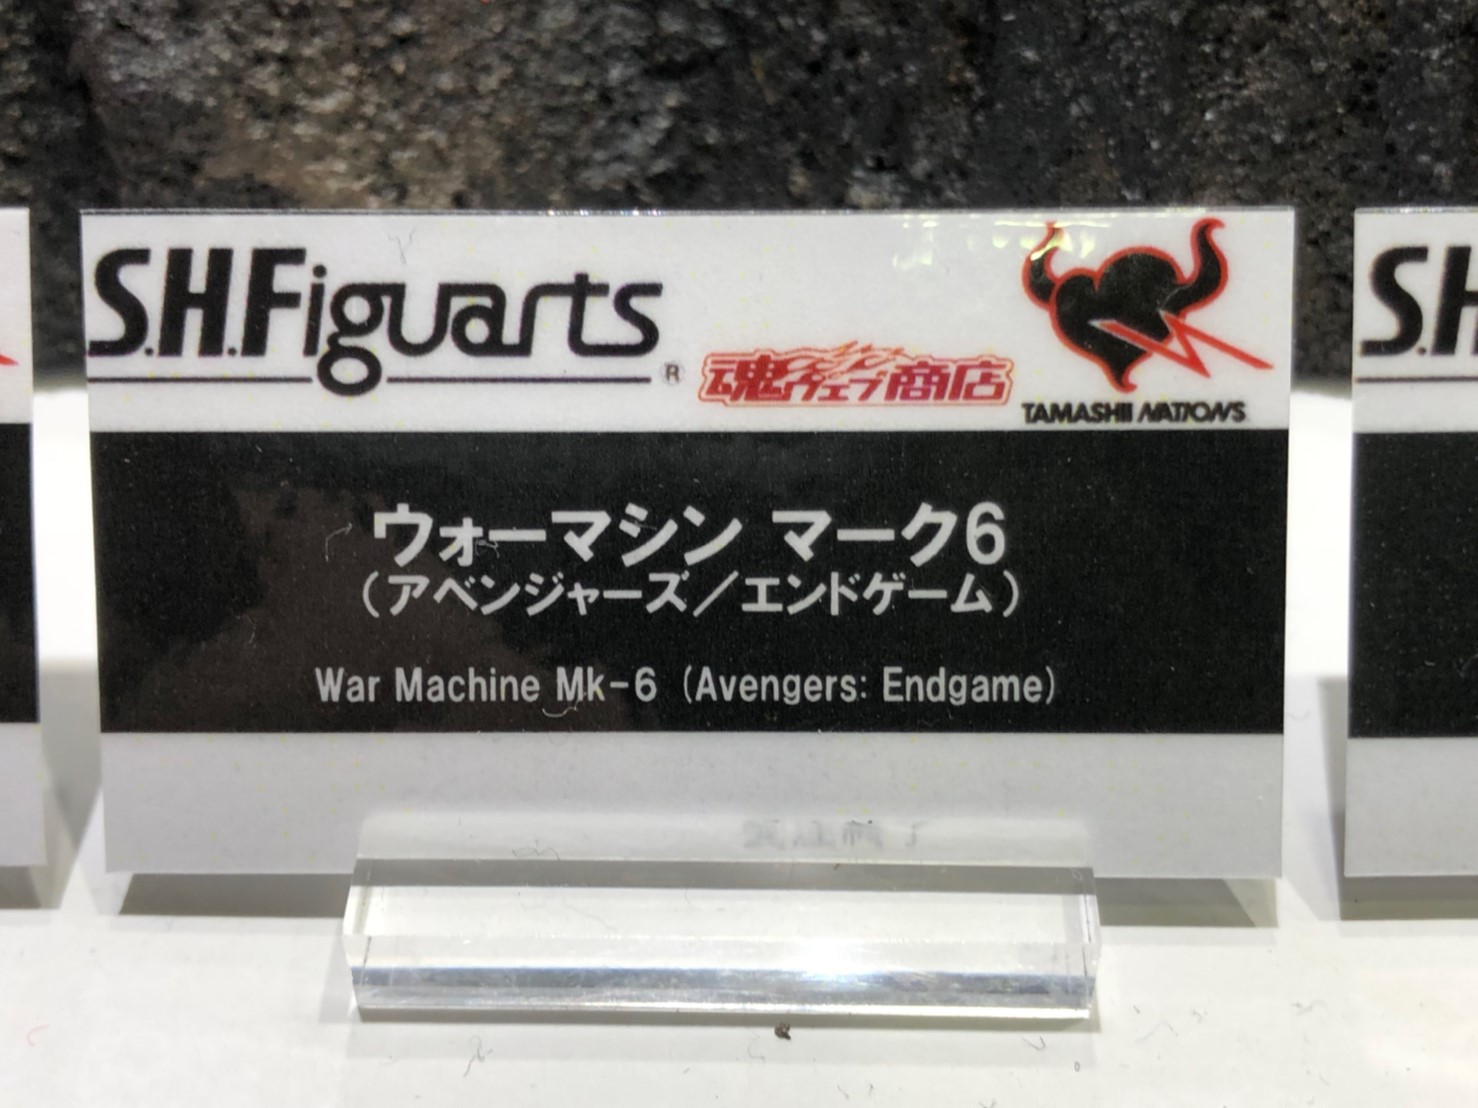 S.H.Figuarts
®
魂ウェブ商店
TAMASHII NATIONS
ウォーマシン マーク6
（アベンジャーズ／エンドゲーム）
War Machine Mk-6 (Avengers: Endgame)
S.H